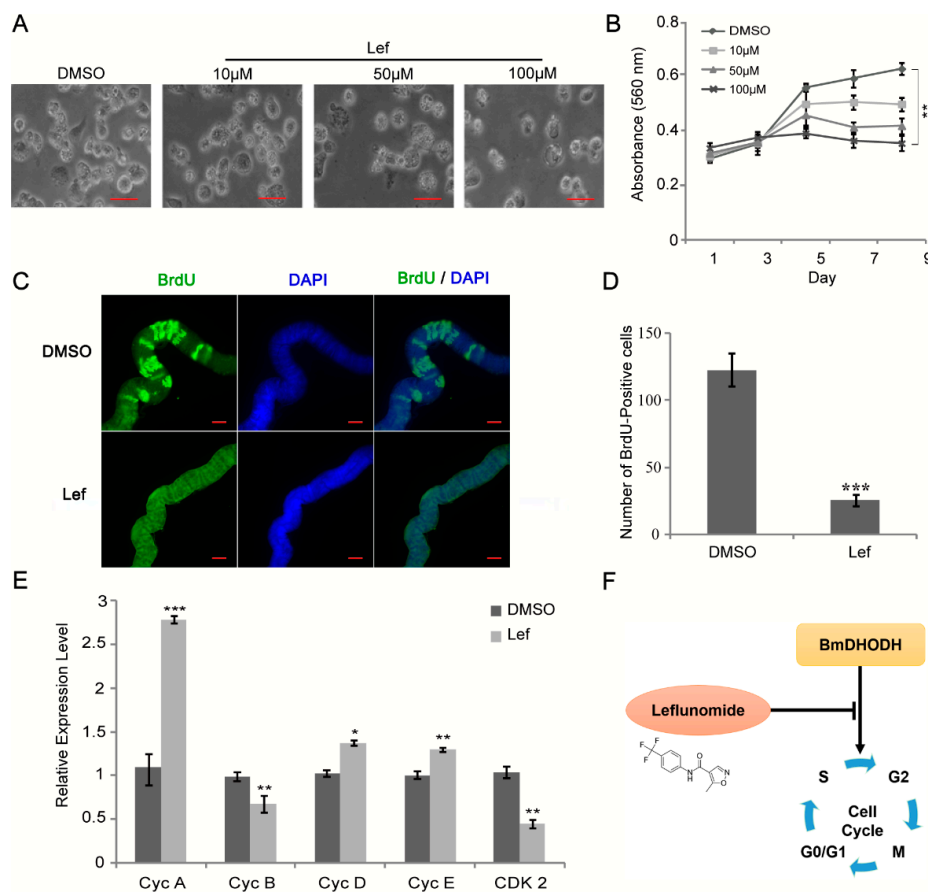 A
Lef
DMSO
10µM
50µM
100µM
B
DMSO
10µM
50µM
100µM
Absorbance (560 nm)
0.8
0.6
0.4
0.2
0
**
1
3
5
7
9
Day
C
BrdU
DAPI
BrdU / DAPI
DMSO
Lef
D
Number of BrdU-Positive cells
150
100
50
0
***
DMSO
Lef
E
Relative Expression Level
3
2.5
2
1.5
1
0.5
0
DMSO
Lef
***
**
*
**
**
Cyc A
Cyc B
Cyc D
Cyc E
CDK 2
F
BmDHODH
Leflunomide
F
F
F
N
H
O
N
O
S
G2
Cell
Cycle
G0/G1
M